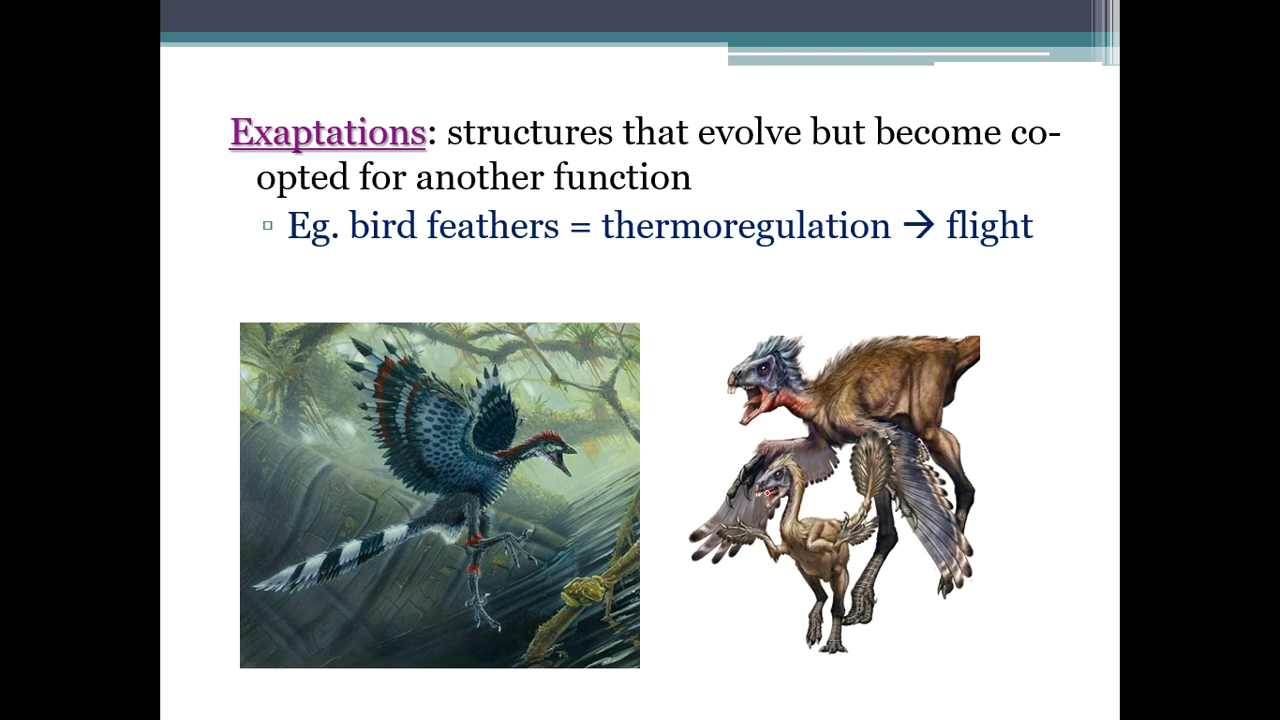 Exaptations: structures that evolve but become co-
opted for another function
▫ Eg. bird feathers = thermoregulation → flight